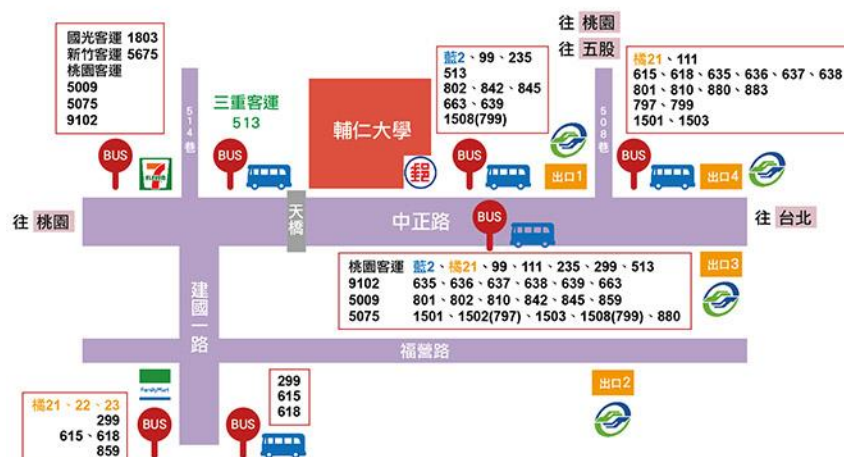 往 桃園
往 五股
國光客運 1803
新竹客運 5675
桃園客運
5009
5075
9102
BUS
7
ELEVEN
514巷
三重客運
513
BUS
輔仁大學
郵
藍2、99、235
513
802、842、845
663、639
1508(799)
BUS
出口1
508巷
橘21、111
615、618、635、636、637、638
801、810、880、883
797、799
1501、1503
BUS
出口4
往 桃園
天橋
中正路
BUS
往 台北
桃園客運 藍2、橘21、99、111、235、299、513
9102 635、636、637、638、639、663
5009 801、802、810、842、845、859
5075 1501、1502(797)、1503、1508(799)、880
出口3
建國一路
福營路
FamilyMart
橘21、22、23
299
615、618
859
BUS
BUS
299
615
618
出口2